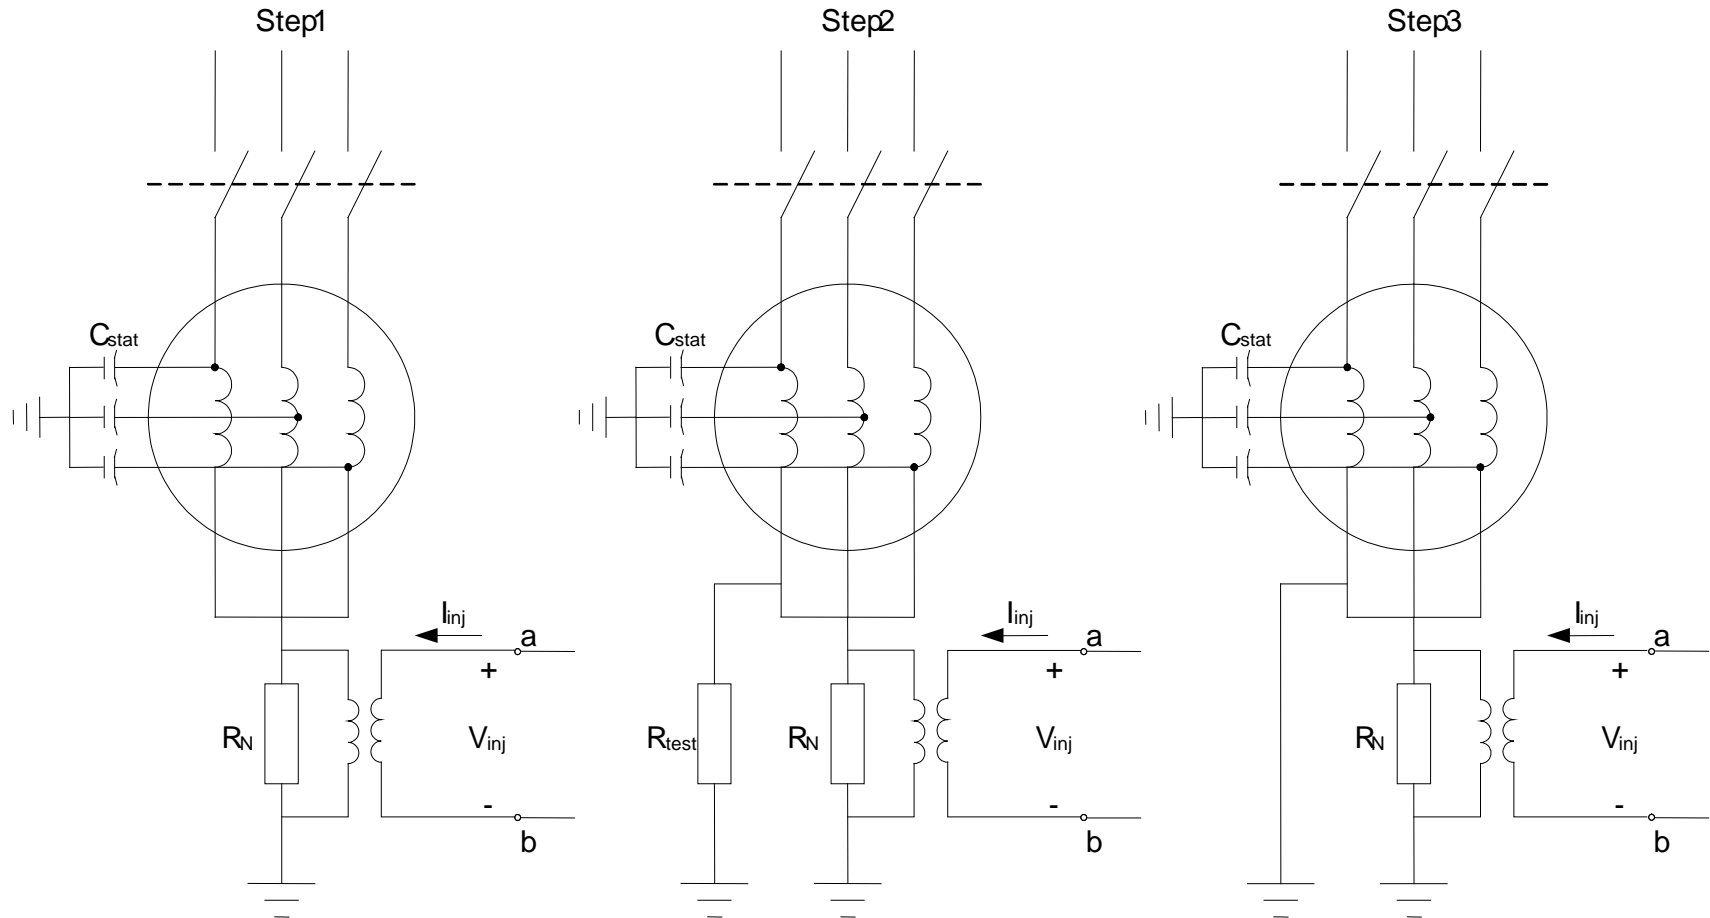 Step1
Step2
Step3
Cstat
Cstat
Cstat
Iinj
a
Iinj
a
Iinj
a
+
+
+
RN
Vinj
Rtest
RN
Vinj
RN
Vinj
-
-
-
b
b
b